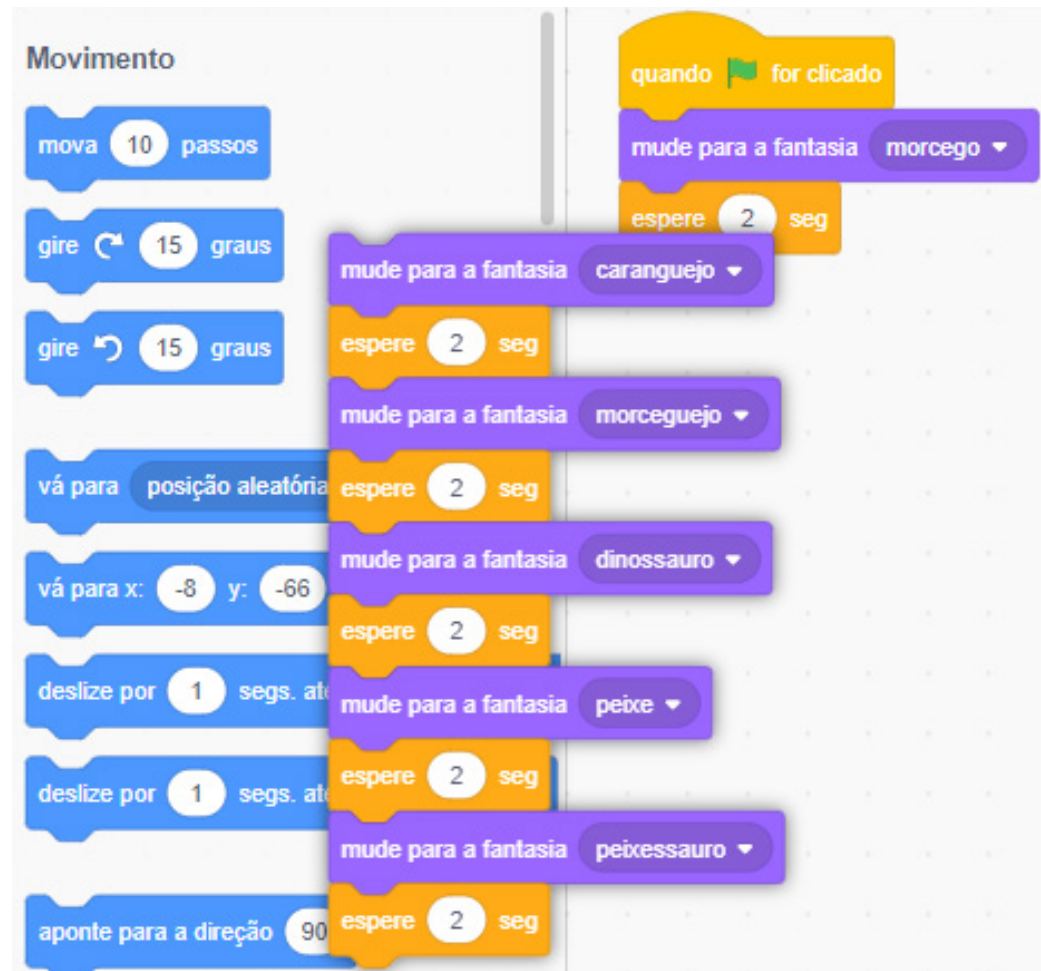 Movimento
mova 10 passos
gire 15 graus
gire 15 graus
vá para posição aleatória
vá para x: -8 y: -66
deslize por 1 segs. até
deslize por 1 segs. até
aponte para a direção 90
mude para a fantasia caranguejo
espere 2 seg
mude para a fantasia morceguejo
espere 2 seg
mude para a fantasia dinossauro
espere 2 seg
mude para a fantasia peixe
espere 2 seg
mude para a fantasia peixessauro
espere 2 seg
quando for clicado
mude para a fantasia morcego
espere 2 seg